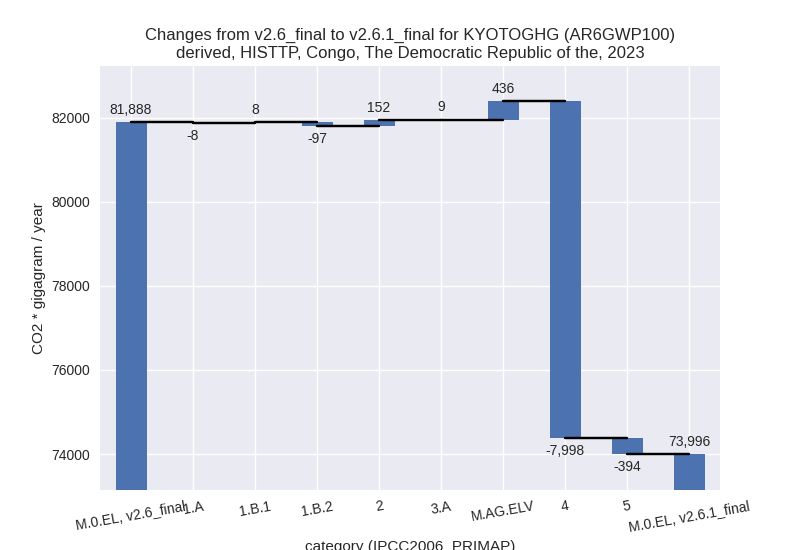 Changes from v2.6_final to v2.6.1_final for KYOTOGHG (AR6GWP100)
derived, HISTTP, Congo, The Democratic Republic of the, 2023
81,888
-8
8
-97
152
9
436
-7,998
-394
73,996
82000
80000
78000
76000
74000
CO2 * gigagram / year
M.0.EL, v2.6_final
1.A
1.B.1
1.B.2
2
3.A
M.AG.ELV
4
5
M.0.EL, v2.6.1_final
category (IPCC2006_PRIMAP)